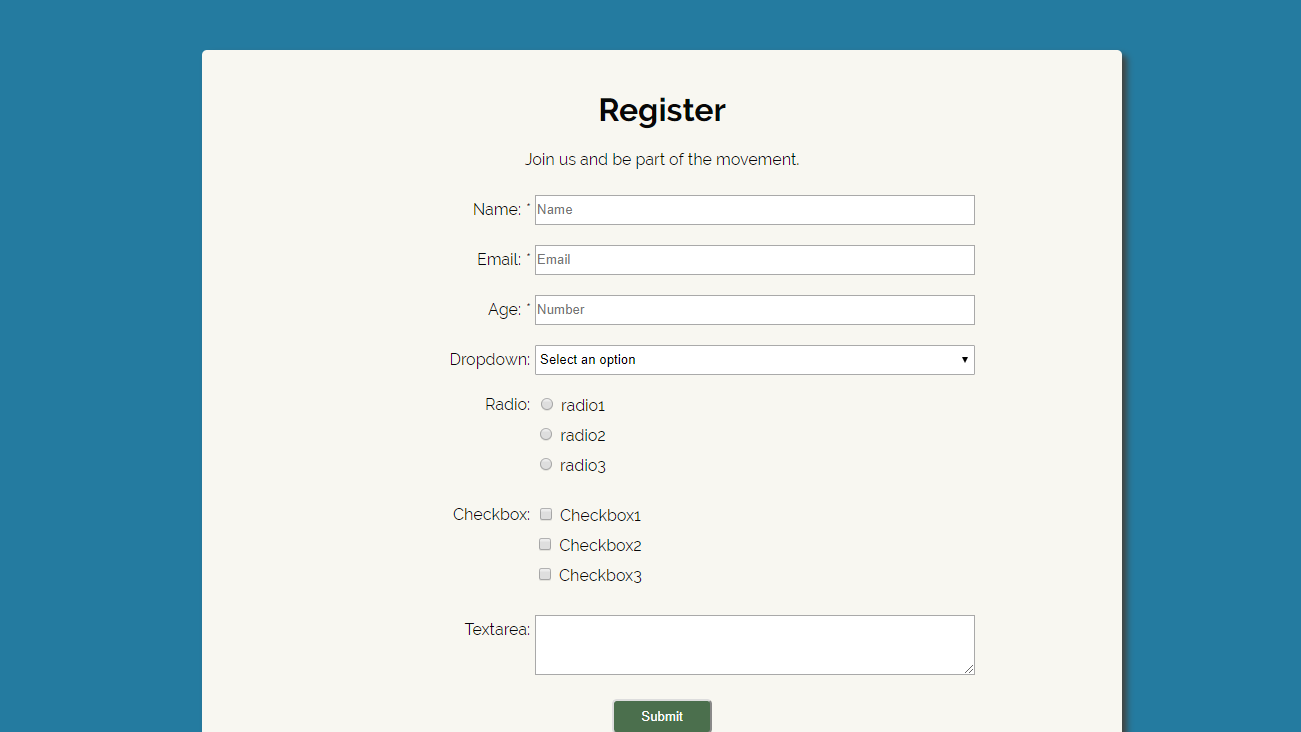 Register
Join us and be part of the movement.
Name: * Name
Email: * Email
Age: * Number
Dropdown: Select an option
Radio: radio1
radio2
radio3
Checkbox: Checkbox1
Checkbox2
Checkbox3
Textarea:
Submit